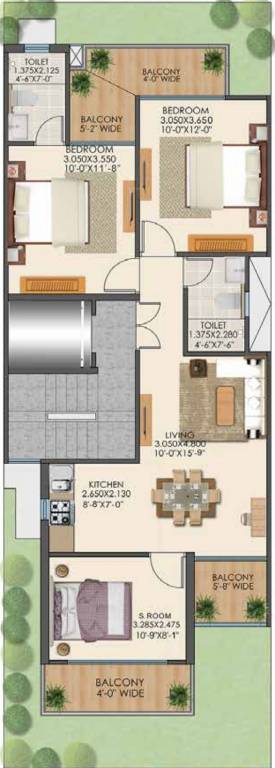 TOILET
1.375X2.125
4'-6"X7'-0"
BALCONY
4'-0" WIDE
BALCONY
5'-2" WIDE
BEDROOM
3.050X3.650
10'-0"X12'-0"
BEDROOM
3.050X3.550
10'-0"X11'-8"
TOILET
1.375X2.280
4'-6"X7'-6"
LIVING
3.050X4.800
10'-0"X15'-9"
KITCHEN
2.650X2.130
8'-8"X7'-0"
BALCONY
5'-8" WIDE
S.ROOM
3.285X2.475
10'-9"X8'-1"
BALCONY
4'-0" WIDE